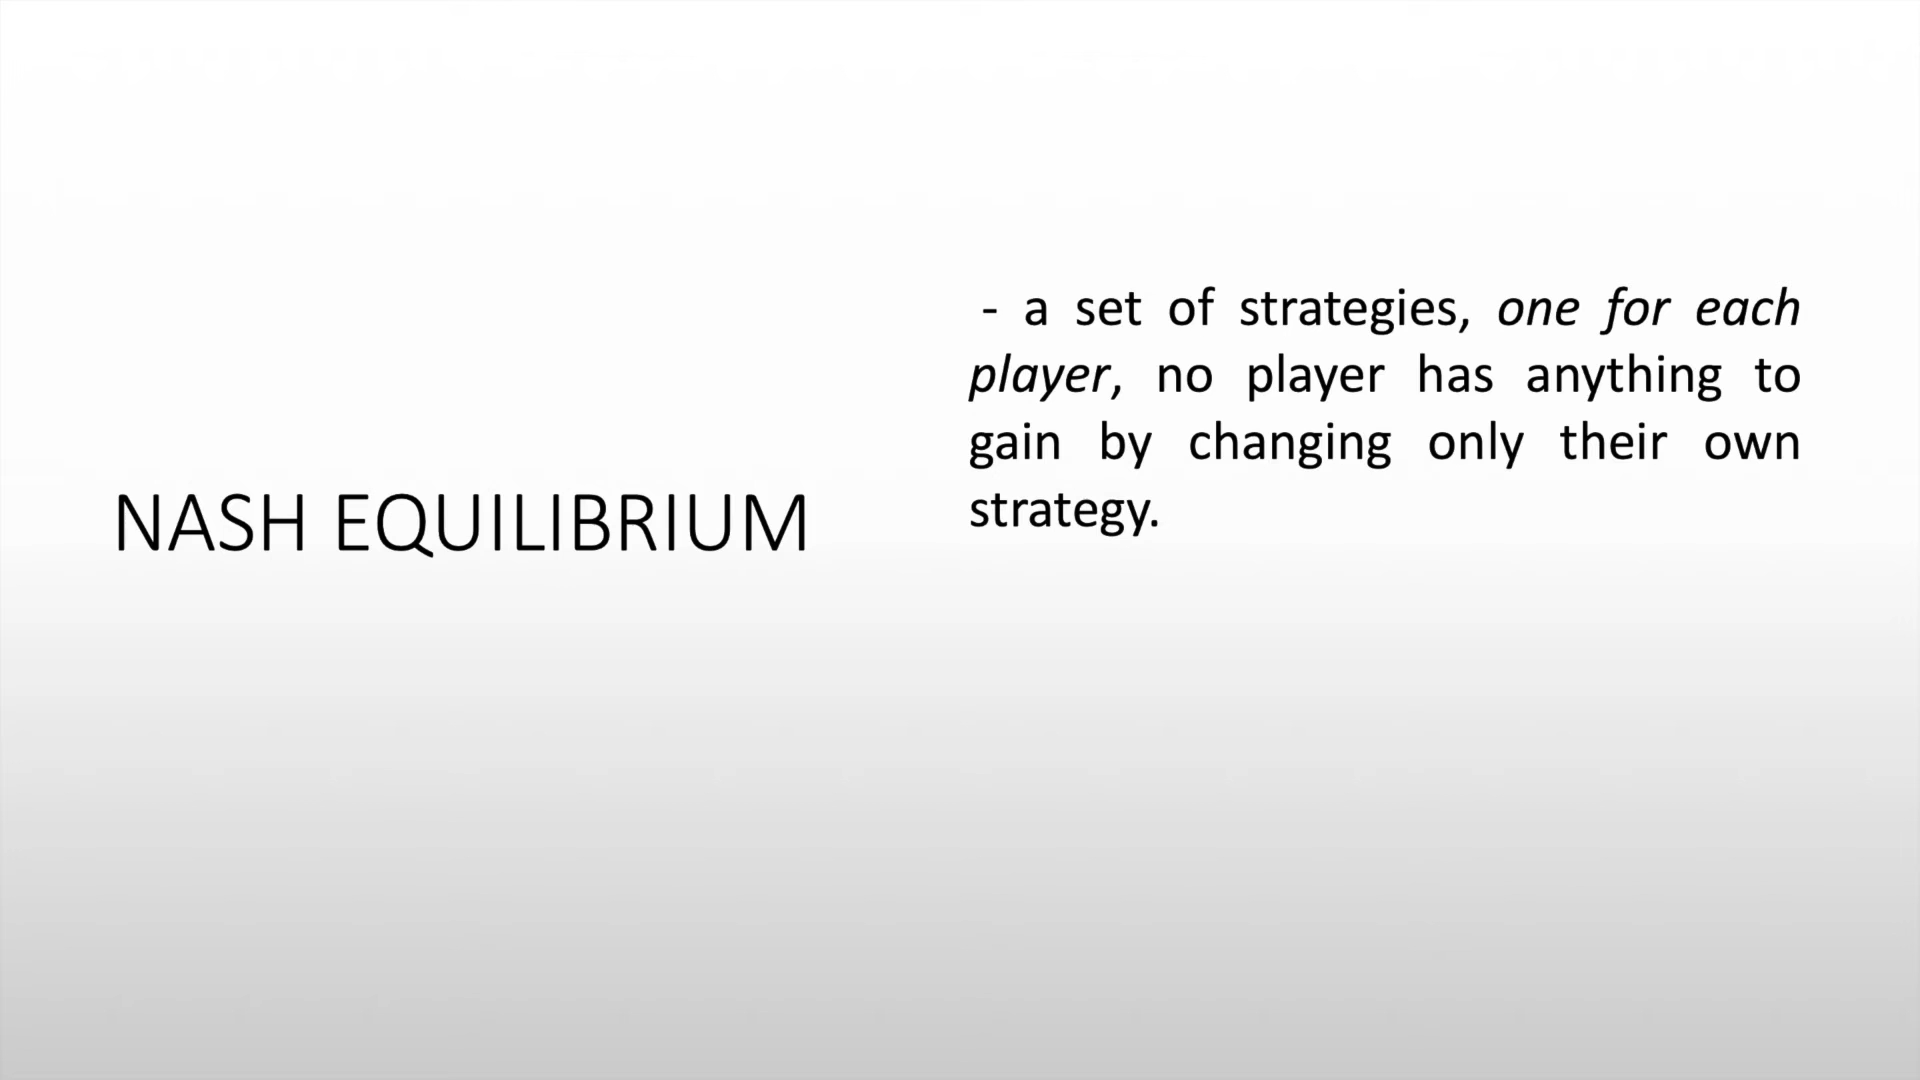 NASH EQUILIBRIUM
- a set of strategies, one for each
player, no player has anything to
gain by changing only their own
strategy.